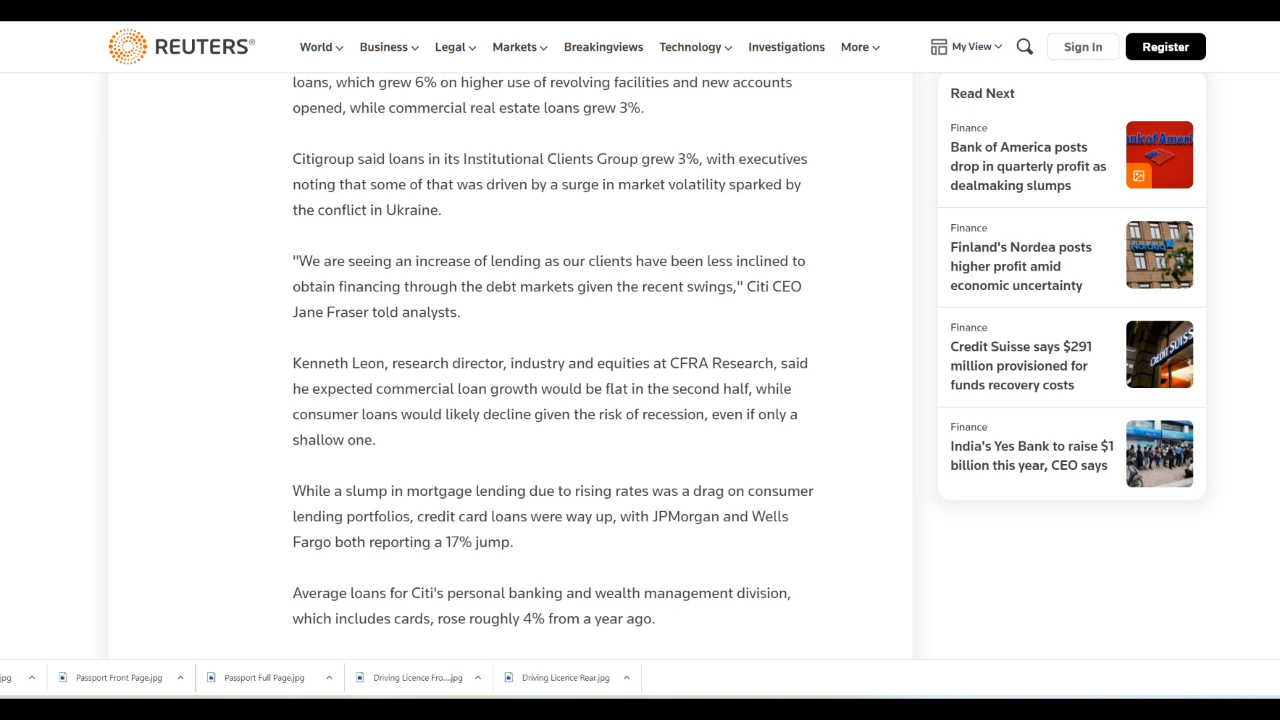 REUTERS®
World
Business
Legal
Markets
Breakingviews
Technology
Investigations
More
My View
Sign In
Register
loans, which grew 6% on higher use of revolving facilities and new accounts
opened, while commercial real estate loans grew 3%.
Citigroup said loans in its Institutional Clients Group grew 3%, with executives
noting that some of that was driven by a surge in market volatility sparked by
the conflict in Ukraine.
"We are seeing an increase of lending as our clients have been less inclined to
obtain financing through the debt markets given the recent swings," Citi CEO
Jane Fraser told analysts.
Kenneth Leon, research director, industry and equities at CFRA Research, said
he expected commercial loan growth would be flat in the second half, while
consumer loans would likely decline given the risk of recession, even if only a
shallow one.
While a slump in mortgage lending due to rising rates was a drag on consumer
lending portfolios, credit card loans were way up, with JPMorgan and Wells
Fargo both reporting a 17% jump.
Average loans for Citi's personal banking and wealth management division,
which includes cards, rose roughly 4% from a year ago.
Read Next
Finance
Bank of America posts
drop in quarterly profit as
dealmaking slumps
nk of Ameri
Finance
Finland's Nordea posts
higher profit amid
economic uncertainty
Nordea
Finance
Credit Suisse says $291
million provisioned for
funds recovery costs
CREDIT SUISS
Finance
India's Yes Bank to raise $1
billion this year, CEO says
jpg
Passport Front Page.jpg
Passport Full Page.jpg
Driving Licence Fro....jpg
Driving Licence Rear.jpg